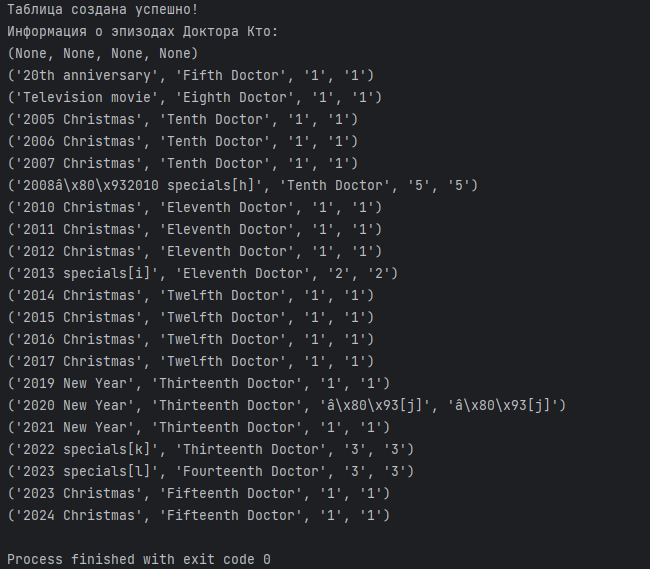 Таблица создана успешно!
Информация о эпизодах Доктора Кто:
(None, None, None, None)
('20th anniversary', 'Fifth Doctor', '1', '1')
('Television movie', 'Eighth Doctor', '1', '1')
('2005 Christmas', 'Tenth Doctor', '1', '1')
('2006 Christmas', 'Tenth Doctor', '1', '1')
('2007 Christmas', 'Tenth Doctor', '1', '1')
('2008â\x80\x932010 specials[h]', 'Tenth Doctor', '5', '5')
('2010 Christmas', 'Eleventh Doctor', '1', '1')
('2011 Christmas', 'Eleventh Doctor', '1', '1')
('2012 Christmas', 'Eleventh Doctor', '1', '1')
('2013 specials[i]', 'Eleventh Doctor', '2', '2')
('2014 Christmas', 'Twelfth Doctor', '1', '1')
('2015 Christmas', 'Twelfth Doctor', '1', '1')
('2016 Christmas', 'Twelfth Doctor', '1', '1')
('2017 Christmas', 'Twelfth Doctor', '1', '1')
('2019 New Year', 'Thirteenth Doctor', '1', '1')
('2020 New Year', 'Thirteenth Doctor', 'â\x80\x93[j]', 'â\x80\x93[j]')
('2021 New Year', 'Thirteenth Doctor', '1', '1')
('2022 specials[k]', 'Thirteenth Doctor', '3', '3')
('2023 specials[l]', 'Fourteenth Doctor', '3', '3')
('2023 Christmas', 'Fifteenth Doctor', '1', '1')
('2024 Christmas', 'Fifteenth Doctor', '1', '1')
Process finished with exit code 0